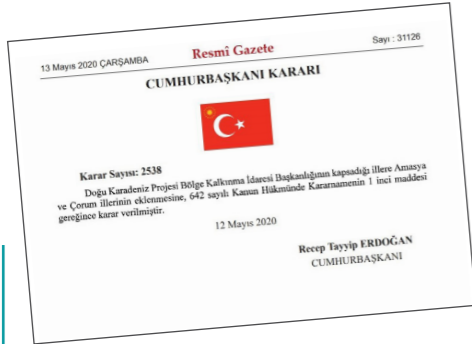 13 Mayıs 2020 ÇARŞAMBA
Resmî Gazete
Sayı : 31126
CUMHURBAŞKANI KARARI
Karar Sayısı: 2538
Doğu Karadeniz Projesi Bölge Kalkınma İdaresi Başkanlığının kapsadığı illere Amasya
ve Çorum illerinin eklenmesine, 642 sayılı Kanun Hükmünde Kararnamenin 1 inci maddesi
gereğince karar verilmiştir.
12 Mayıs 2020
Recep Tayyip ERDOĞAN
CUMHURBAŞKANI